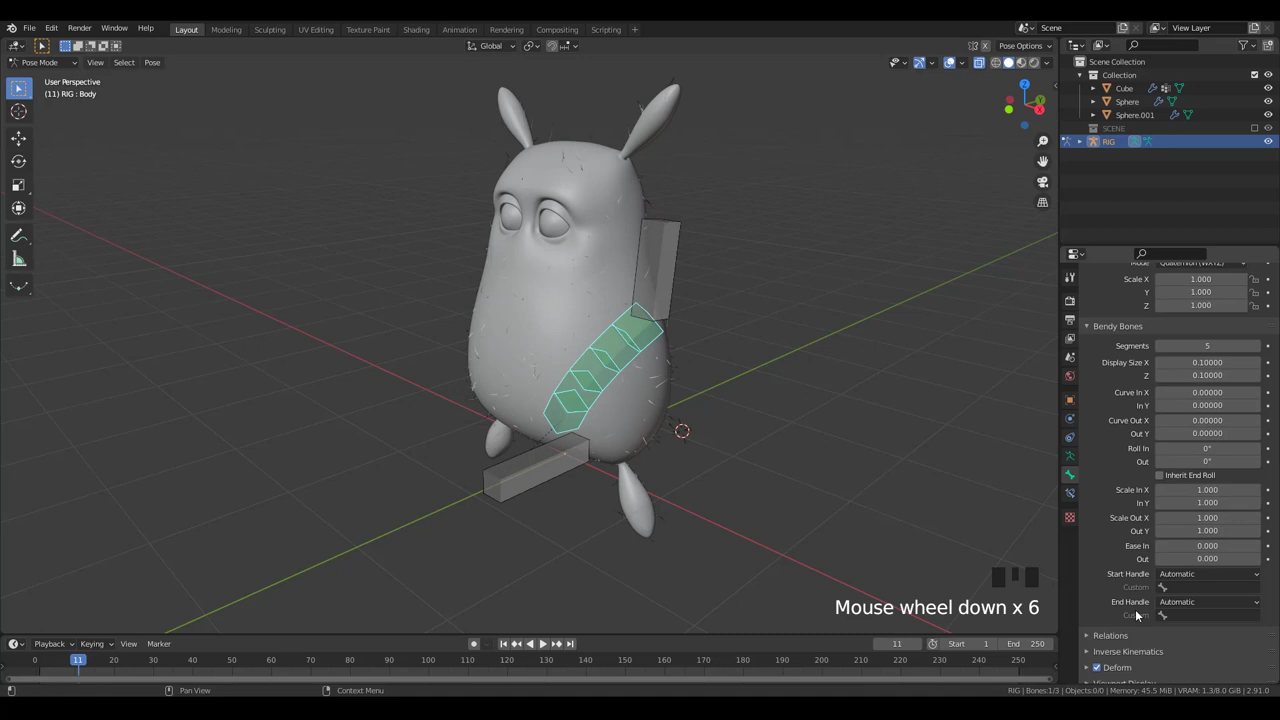 File Edit Render Window Help Layout Modeling Sculpting UV Editing Texture Paint Shading Animation Rendering Compositing Scripting + Scene View Layer
Global Pose Options
Pose Mode View Select Pose
Scene Collection
Collection
Cube
Sphere
Sphere.001
SCENE
RIG
User Perspective
(11) RIG : Body
Z
Y
X
Mode Quaternion (WXYZ)
Scale X 1.000
Y 1.000
Z 1.000
Bendy Bones
Segments 5
Display Size X 0.10000
Z 0.10000
Curve In X 0.00000
In Y 0.00000
Curve Out X 0.00000
Out Y 0.00000
Roll In 0°
Out 0°
Inherit End Roll
Scale In X 1.000
In Y 1.000
Scale Out X 1.000
Out Y 1.000
Ease In 0.000
Out 0.000
Start Handle Automatic
Custom
End Handle Automatic
Relations
Inverse Kinematics
Deform
Viewport Display
Mouse wheel down x 6
Playback Keying View Marker 11 Start 1 End 250
0 11 20 30 40 50 60 70 80 90 100 110 120 130 140 150 160 170 180 190 200 210 220 230 240 250
Pan View Context Menu RIG | Bones:1/3 | Objects:0/0 | Memory: 45.5 MiB | VRAM: 1.3/8.0 GiB | 2.91.0